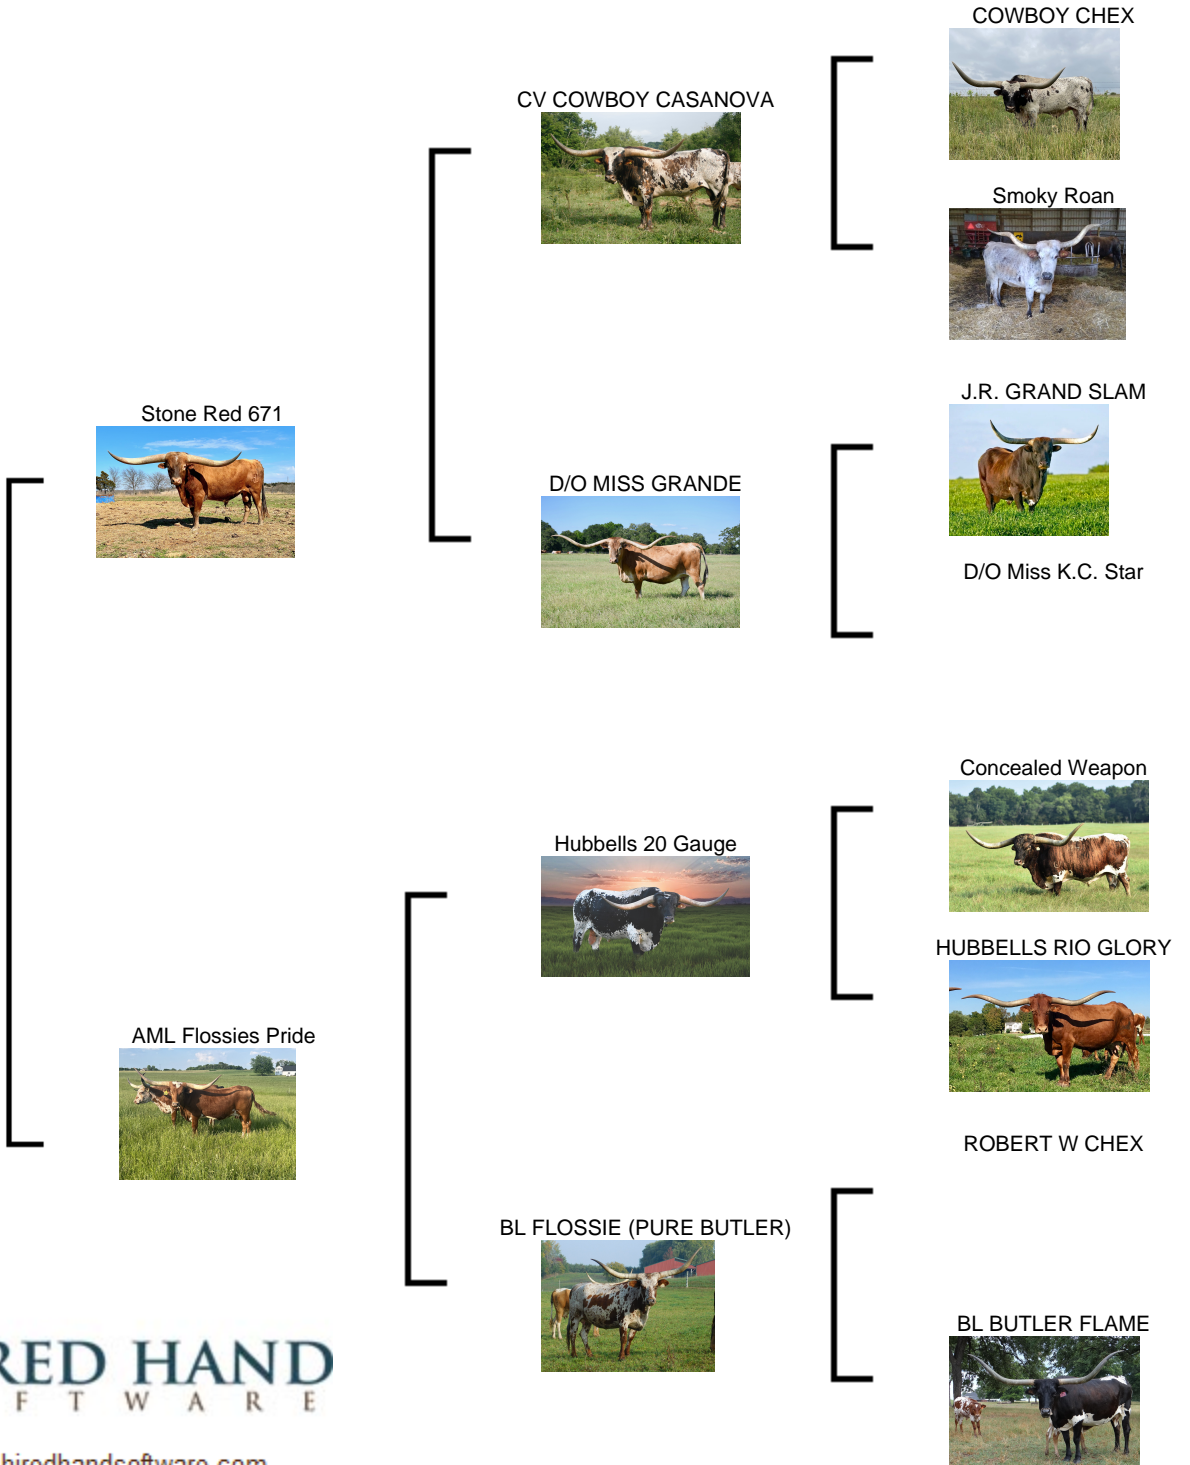 COWBOY CHEX
CV COWBOY CASANOVA
Smoky Roan
J.R. GRAND SLAM
Stone Red 671
D/O MISS GRANDE
D/O Miss K.C. Star
Concealed Weapon
Hubbells 20 Gauge
HUBBELLS RIO GLORY
AML Flossies Pride
ROBERT W CHEX
BL FLOSSIE (PURE BUTLER)
BL BUTLER FLAME
RED HAND
F T W A R E
hiredhandsoftware.com